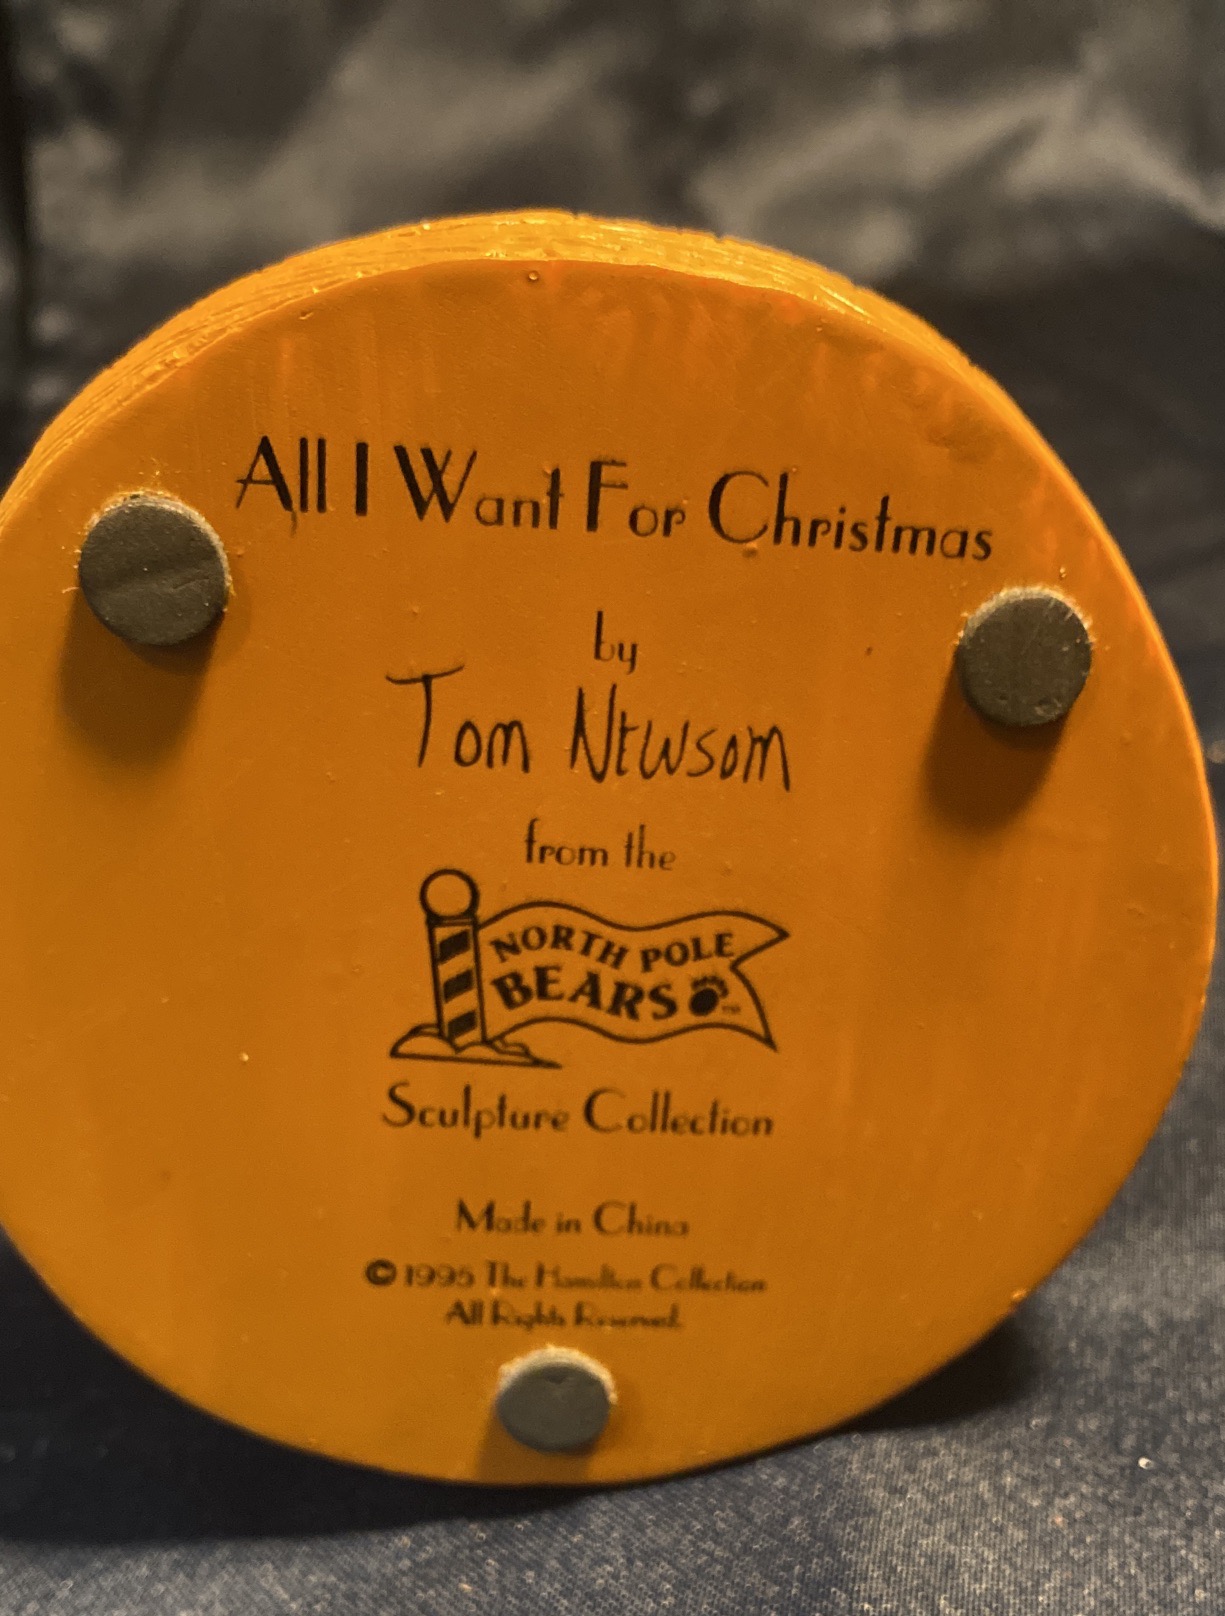 All I Want For Christmas
by
Tom Newsom
from the
NORTH POLE
BEARS ™
Sculpture Collection
Made in China
© 1995 The Hamilton Collection
All Rights Reserved.